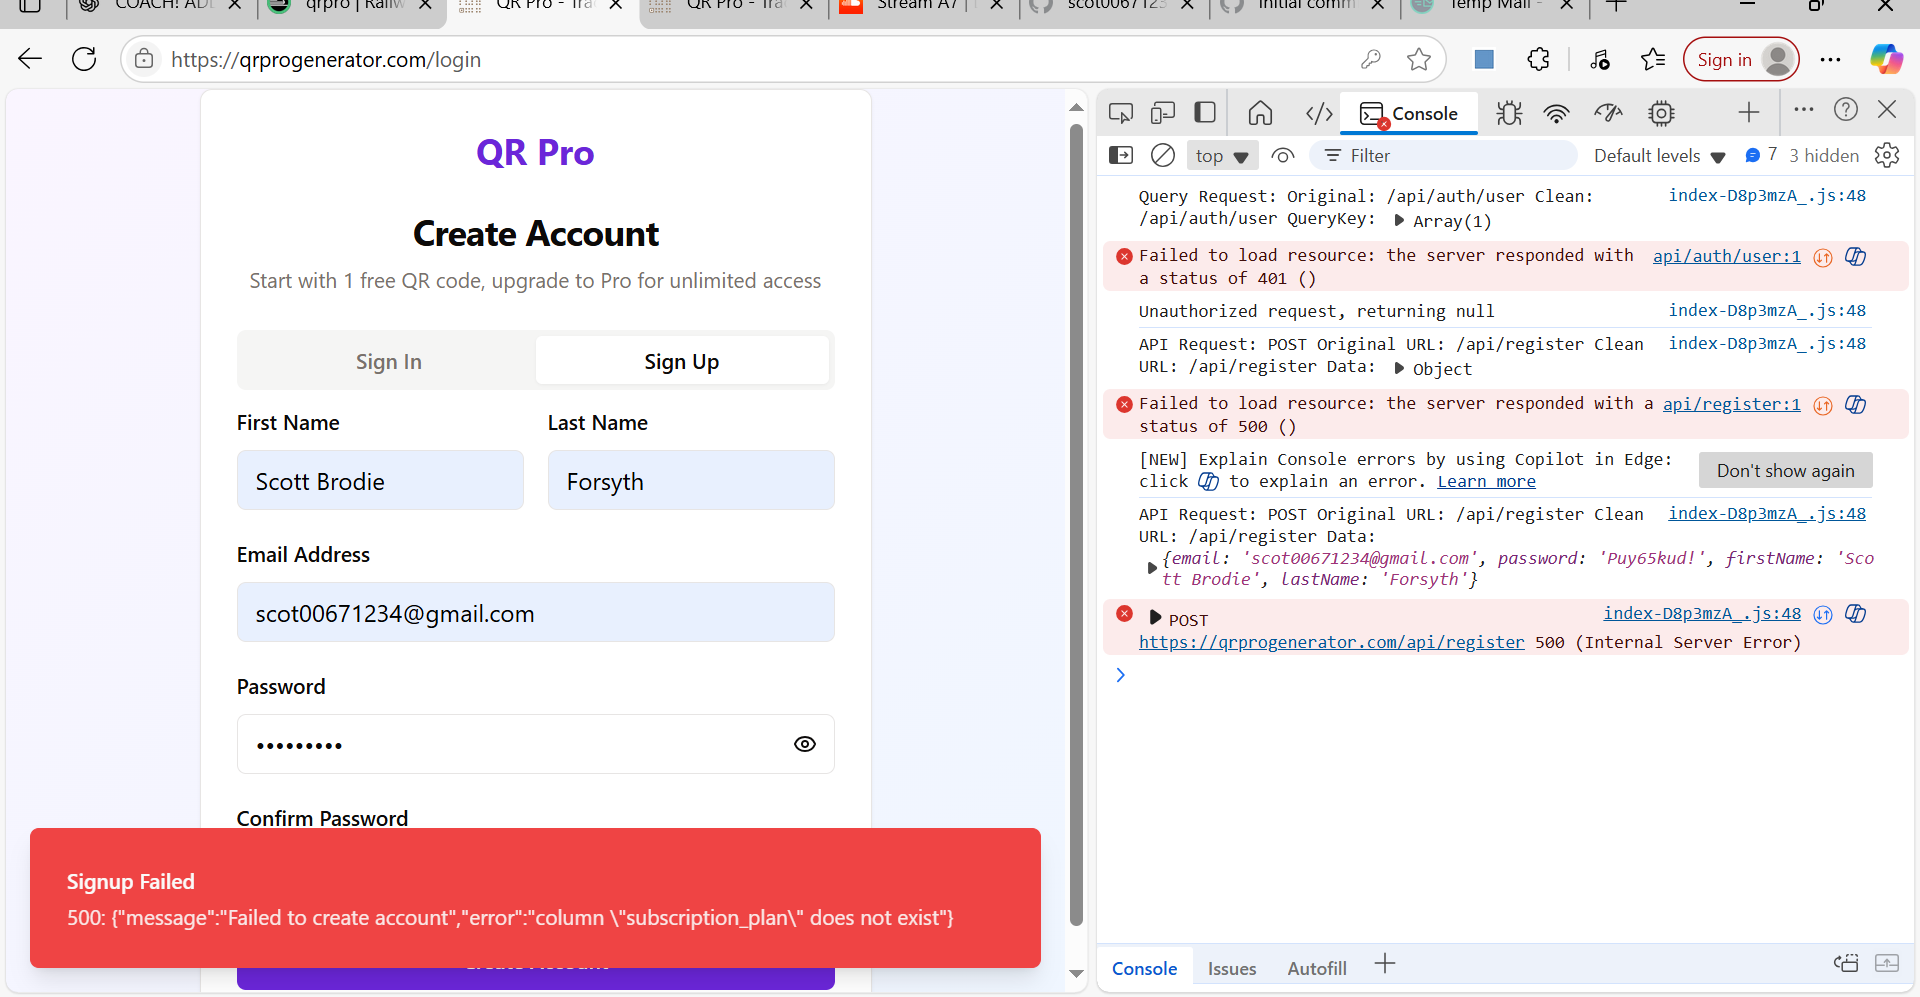 COACH! ADD
qrpro | Railw
QR Pro - Trac
QR Pro - Trac
Stream A7 |
scot0067123
Initial comm
Temp Mail -
https://qrprogenerator.com/login
Sign in
QR Pro
Create Account
Start with 1 free QR code, upgrade to Pro for unlimited access
Sign In
Sign Up
First Name
Last Name
Scott Brodie
Forsyth
Email Address
scot00671234@gmail.com
Password
•••••••••
Confirm Password
Signup Failed
500: {"message":"Failed to create account","error":"column \"subscription_plan\" does not exist"}
Create Account
Console
top
Filter
Default levels
7
3 hidden
Query Request: Original: /api/auth/user Clean: index-D8p3mzA_.js:48
/api/auth/user QueryKey: Array(1)
Failed to load resource: the server responded with api/auth/user:1
a status of 401 ()
Unauthorized request, returning null index-D8p3mzA_.js:48
API Request: POST Original URL: /api/register Clean index-D8p3mzA_.js:48
URL: /api/register Data: Object
Failed to load resource: the server responded with a api/register:1
status of 500 ()
[NEW] Explain Console errors by using Copilot in Edge:
click to explain an error. Learn more
Don't show again
API Request: POST Original URL: /api/register Clean index-D8p3mzA_.js:48
URL: /api/register Data:
{email: 'scot00671234@gmail.com', password: 'Puy65kud!', firstName: 'Sco
tt Brodie', lastName: 'Forsyth'}
POST index-D8p3mzA_.js:48
https://qrprogenerator.com/api/register 500 (Internal Server Error)
Console
Issues
Autofill